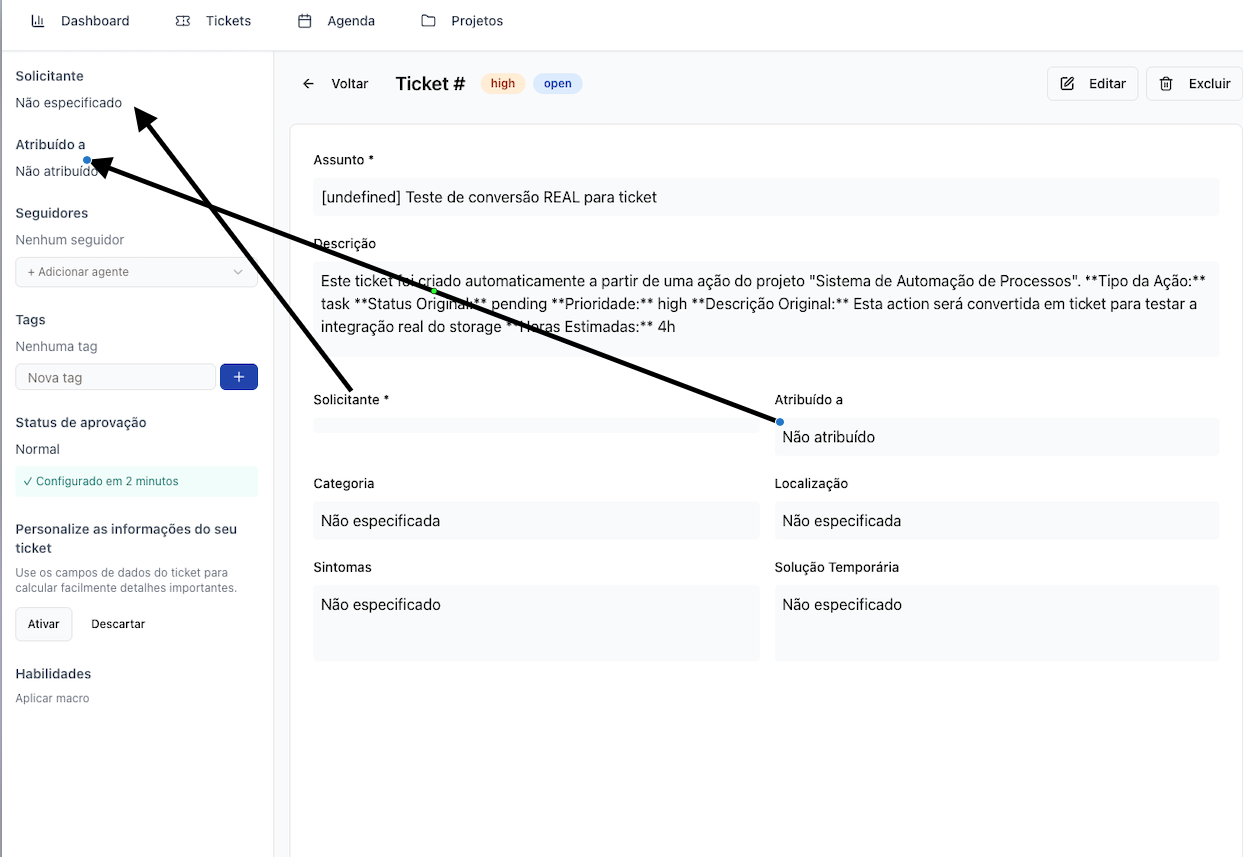 Dashboard Tickets Agenda Projetos
Solicitante
Não especificado
Atribuído a
Não atribuído
Seguidores
Nenhum seguidor
+ Adicionar agente
Tags
Nenhuma tag
Nova tag
+
Status de aprovação
Normal
✓ Configurado em 2 minutos
Personalize as informações do seu
ticket
Use os campos de dados do ticket para
calcular facilmente detalhes importantes.
Ativar Descartar
Habilidades
Aplicar macro
Voltar Ticket # high open Editar Excluir
Assunto *
[undefined] Teste de conversão REAL para ticket
Descrição
Este ticket foi criado automaticamente a partir de uma ação do projeto "Sistema de Automação de Processos". **Tipo da Ação:**
task **Status Original:** pending **Prioridade:** high **Descrição Original:** Esta action será convertida em ticket para testar a
integração real do storage **Horas Estimadas:** 4h
Solicitante * Atribuído a
Não atribuído
Categoria Localização
Não especificada Não especificada
Sintomas Solução Temporária
Não especificado Não especificado